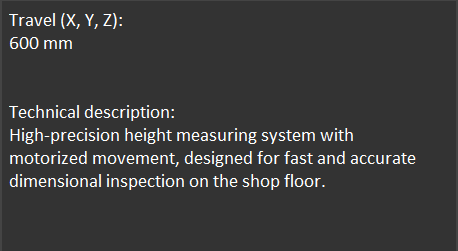 Travel (X, Y, Z):
600 mm
Technical description:
High-precision height measuring system with
motorized movement, designed for fast and accurate
dimensional inspection on the shop floor.